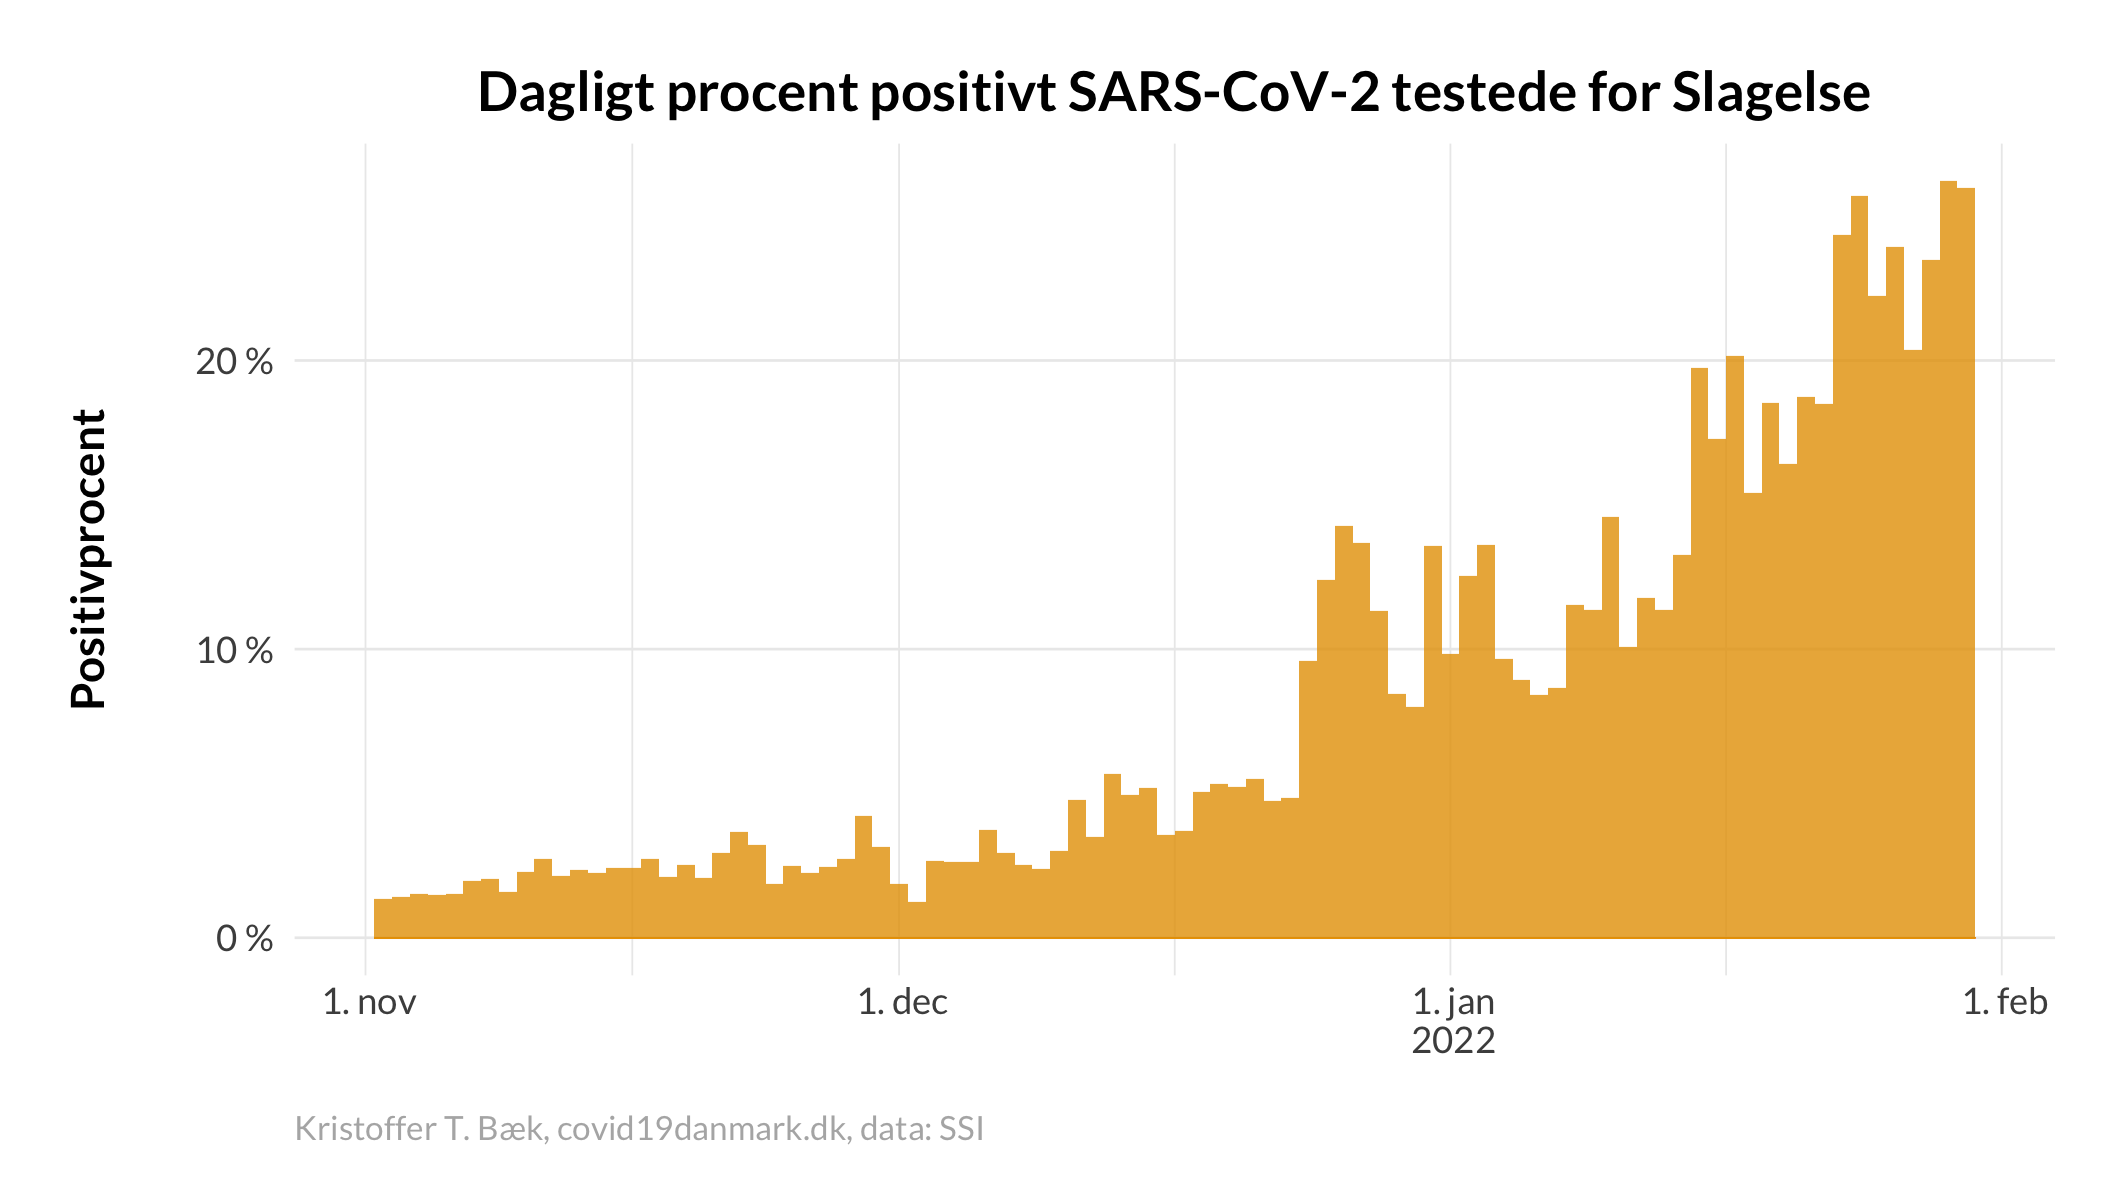 Dagligt procent positivt SARS-CoV-2 testede for Slagelse
Positivprocent
20 %
10 %
0 %
1. nov
1. dec
1. jan
2022
1. feb
Kristoffer T. Bæk, covid19danmark.dk, data: SSI